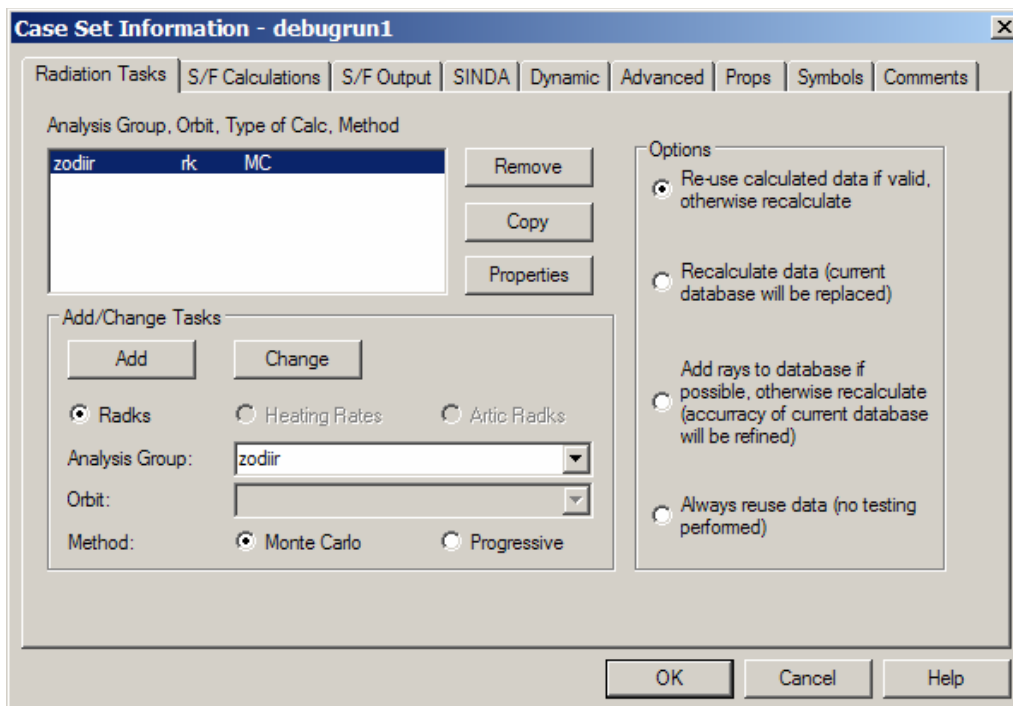 Case Set Information - debugrun1
Radiation Tasks S/F Calculations S/F Output SINDA Dynamic Advanced Props Symbols Comments
Analysis Group, Orbit, Type of Calc, Method
zodiir rk MC
Remove
Copy
Properties
Add/Change Tasks
Add Change
Radks Heating Rates Artic Radks
Analysis Group: zodiir
Orbit:
Method: Monte Carlo Progressive
Options
Re-use calculated data if valid,
otherwise recalculate
Recalculate data (current
database will be replaced)
Add rays to database if
possible, otherwise recalculate
(accurracy of current database
will be refined)
Always reuse data (no testing
performed)
OK Cancel Help